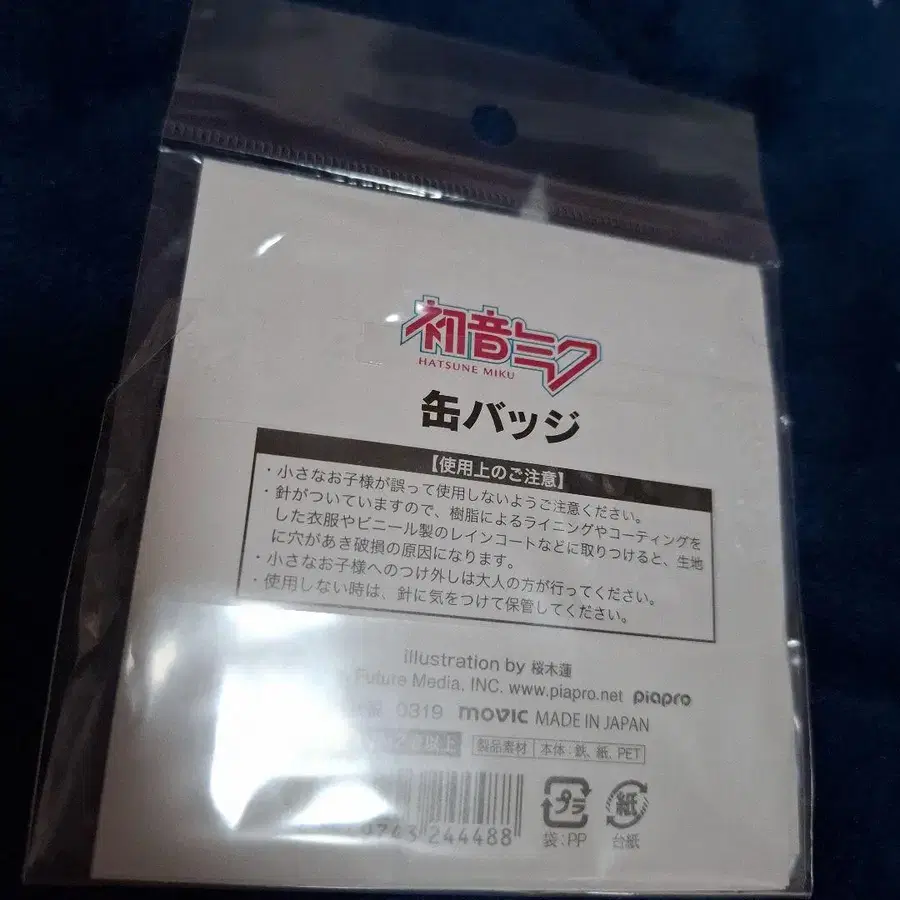 初音ミク
HATSUNE MIKU
缶バッジ
【使用上のご注意】
・小さなお子様が誤って使用しないようご注意ください。
・針がついていますので、樹脂によるライニングやコーティングを
した衣服やビニール製のレインコートなどに取りつけると、生地
に穴があき破損の原因になります。
・小さなお子様へのつけ外しは大人の方が行ってください。
・使用しない時は、針に気をつけて保管してください。
illustration by 桜木蓮
Future Media, INC. www.piapro.net piapro
0319 movic MADE IN JAPAN
以上 製品素材 本体:鉄、紙、PET
244488
プラ 紙
袋:PP 台紙